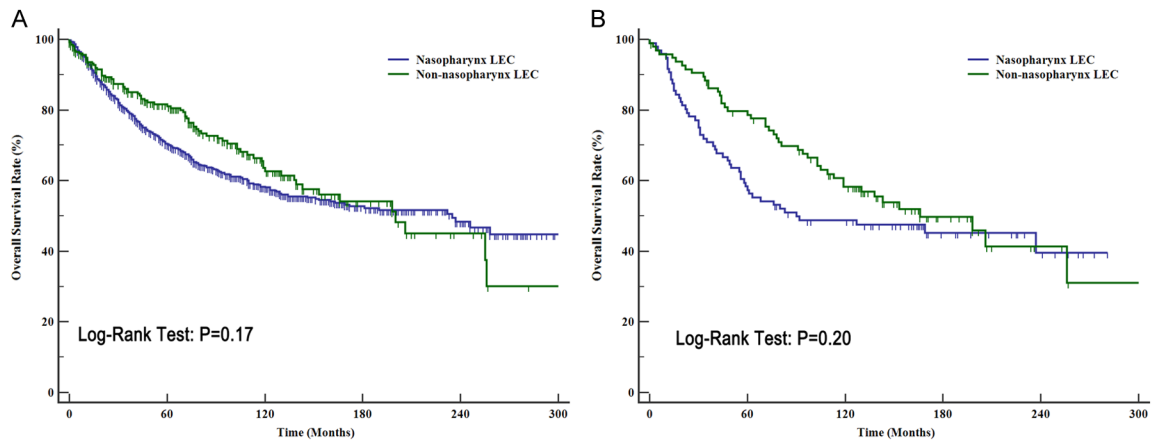 A
100
80
60
40
20
0
Overall Survival Rate (%)
Nasopharynx LEC
Non-nasopharynx LEC
Log-Rank Test: P=0.17
0 60 120 180 240 300
Time (Months)
B
100
80
60
40
20
0
Overall Survival Rate (%)
Nasopharynx LEC
Non-nasopharynx LEC
Log-Rank Test: P=0.20
0 60 120 180 240 300
Time (Months)